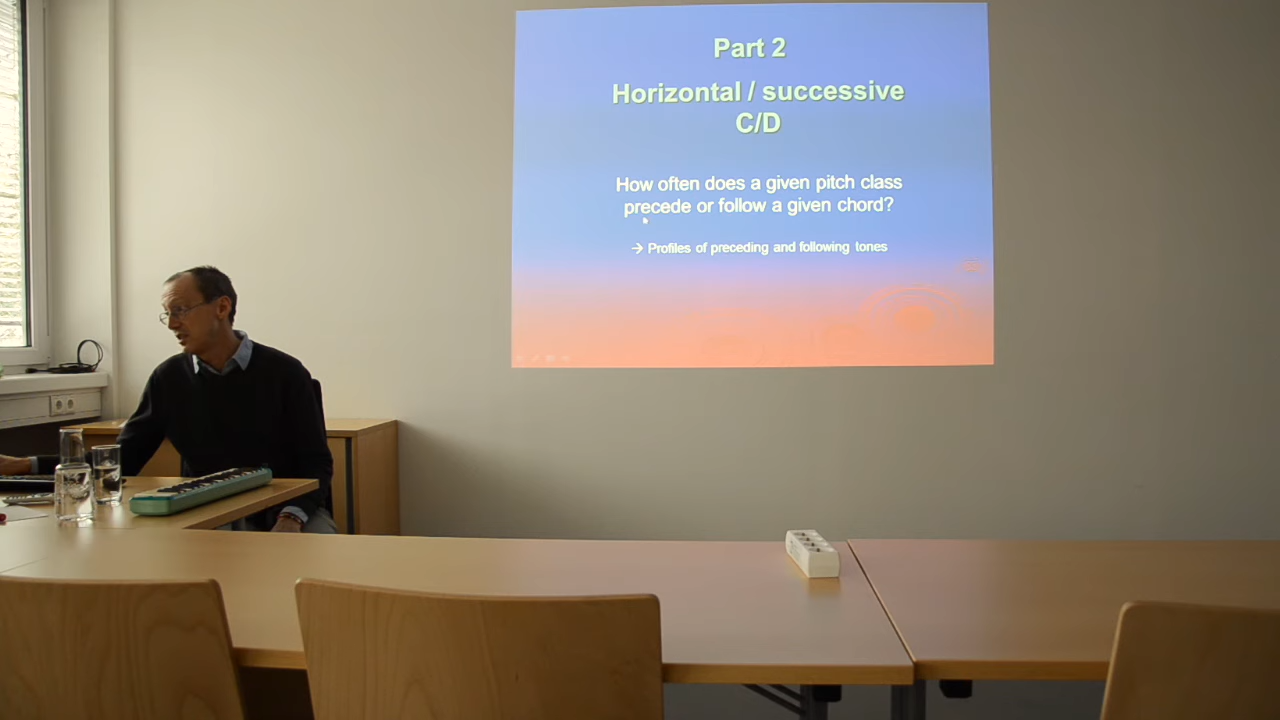 Part 2
Horizontal / successive
C/D
How often does a given pitch class
precede or follow a given chord?
→ Profiles of preceding and following tones